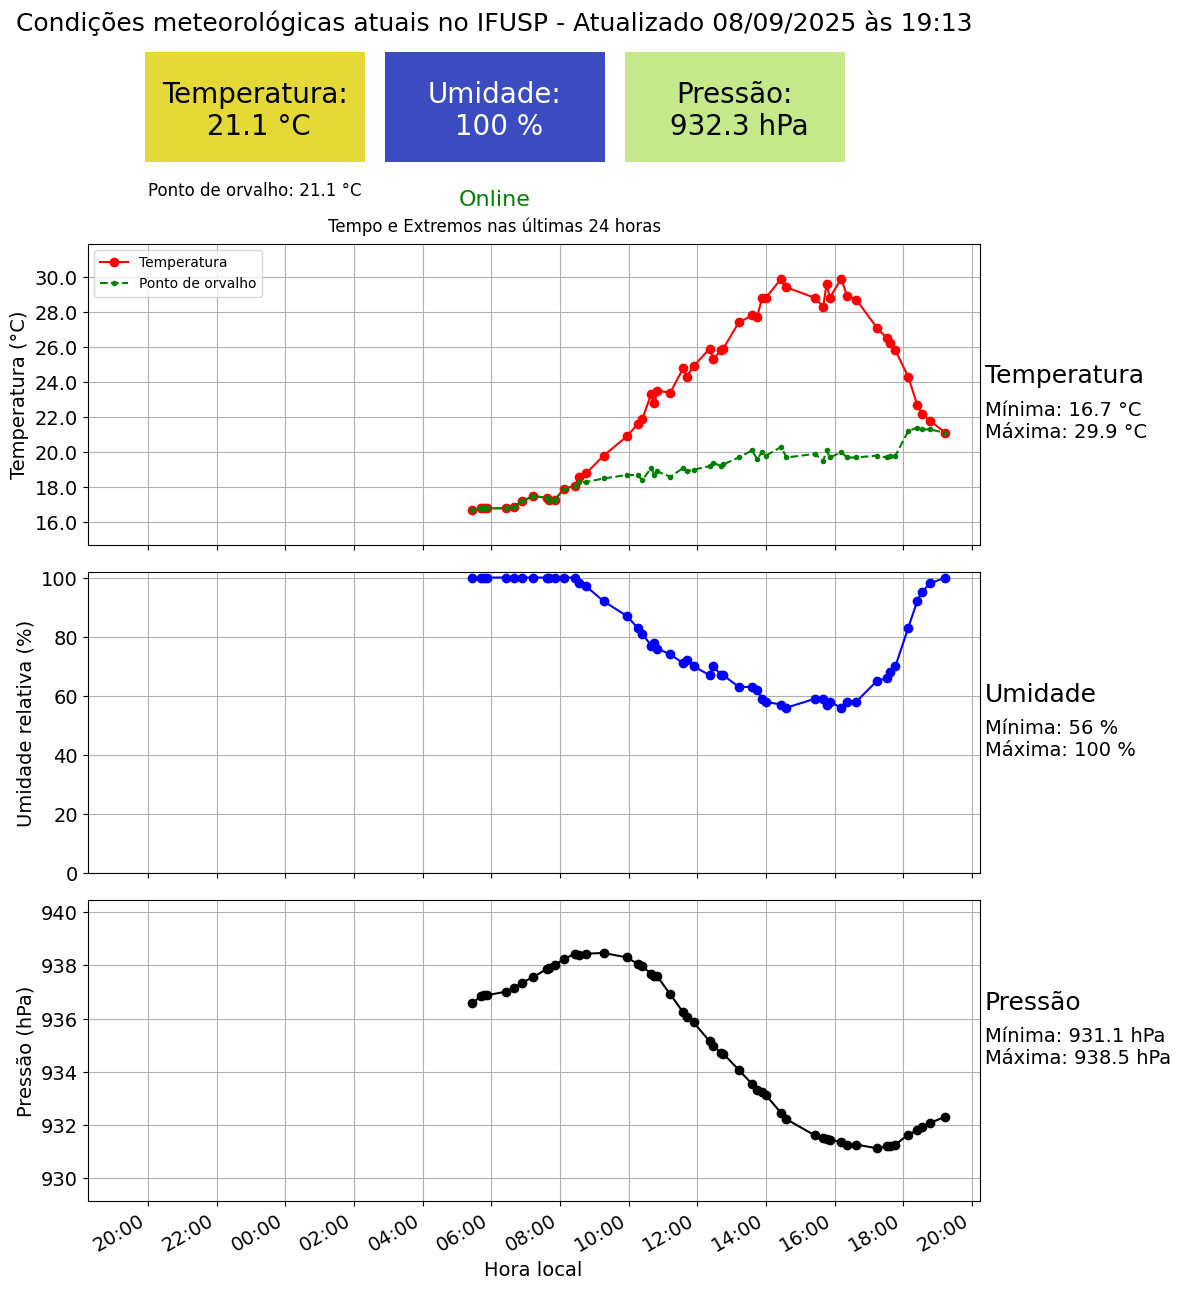 Condições meteorológicas atuais no IFUSP - Atualizado 08/09/2025 às 19:13
Temperatura:
21.1 °C
Umidade:
100 %
Pressão:
932.3 hPa
Ponto de orvalho: 21.1 °C
Online
Tempo e Extremos nas últimas 24 horas
Temperatura
Ponto de orvalho
Temperatura (°C)
30.0
28.0
26.0
24.0
22.0
20.0
18.0
16.0
Temperatura
Mínima: 16.7 °C
Máxima: 29.9 °C
Umidade relativa (%)
100
80
60
40
20
0
Umidade
Mínima: 56 %
Máxima: 100 %
Pressão (hPa)
940
938
936
934
932
930
Pressão
Mínima: 931.1 hPa
Máxima: 938.5 hPa
20:00 22:00 00:00 02:00 04:00 06:00 08:00 10:00 12:00 14:00 16:00 18:00 20:00
Hora local